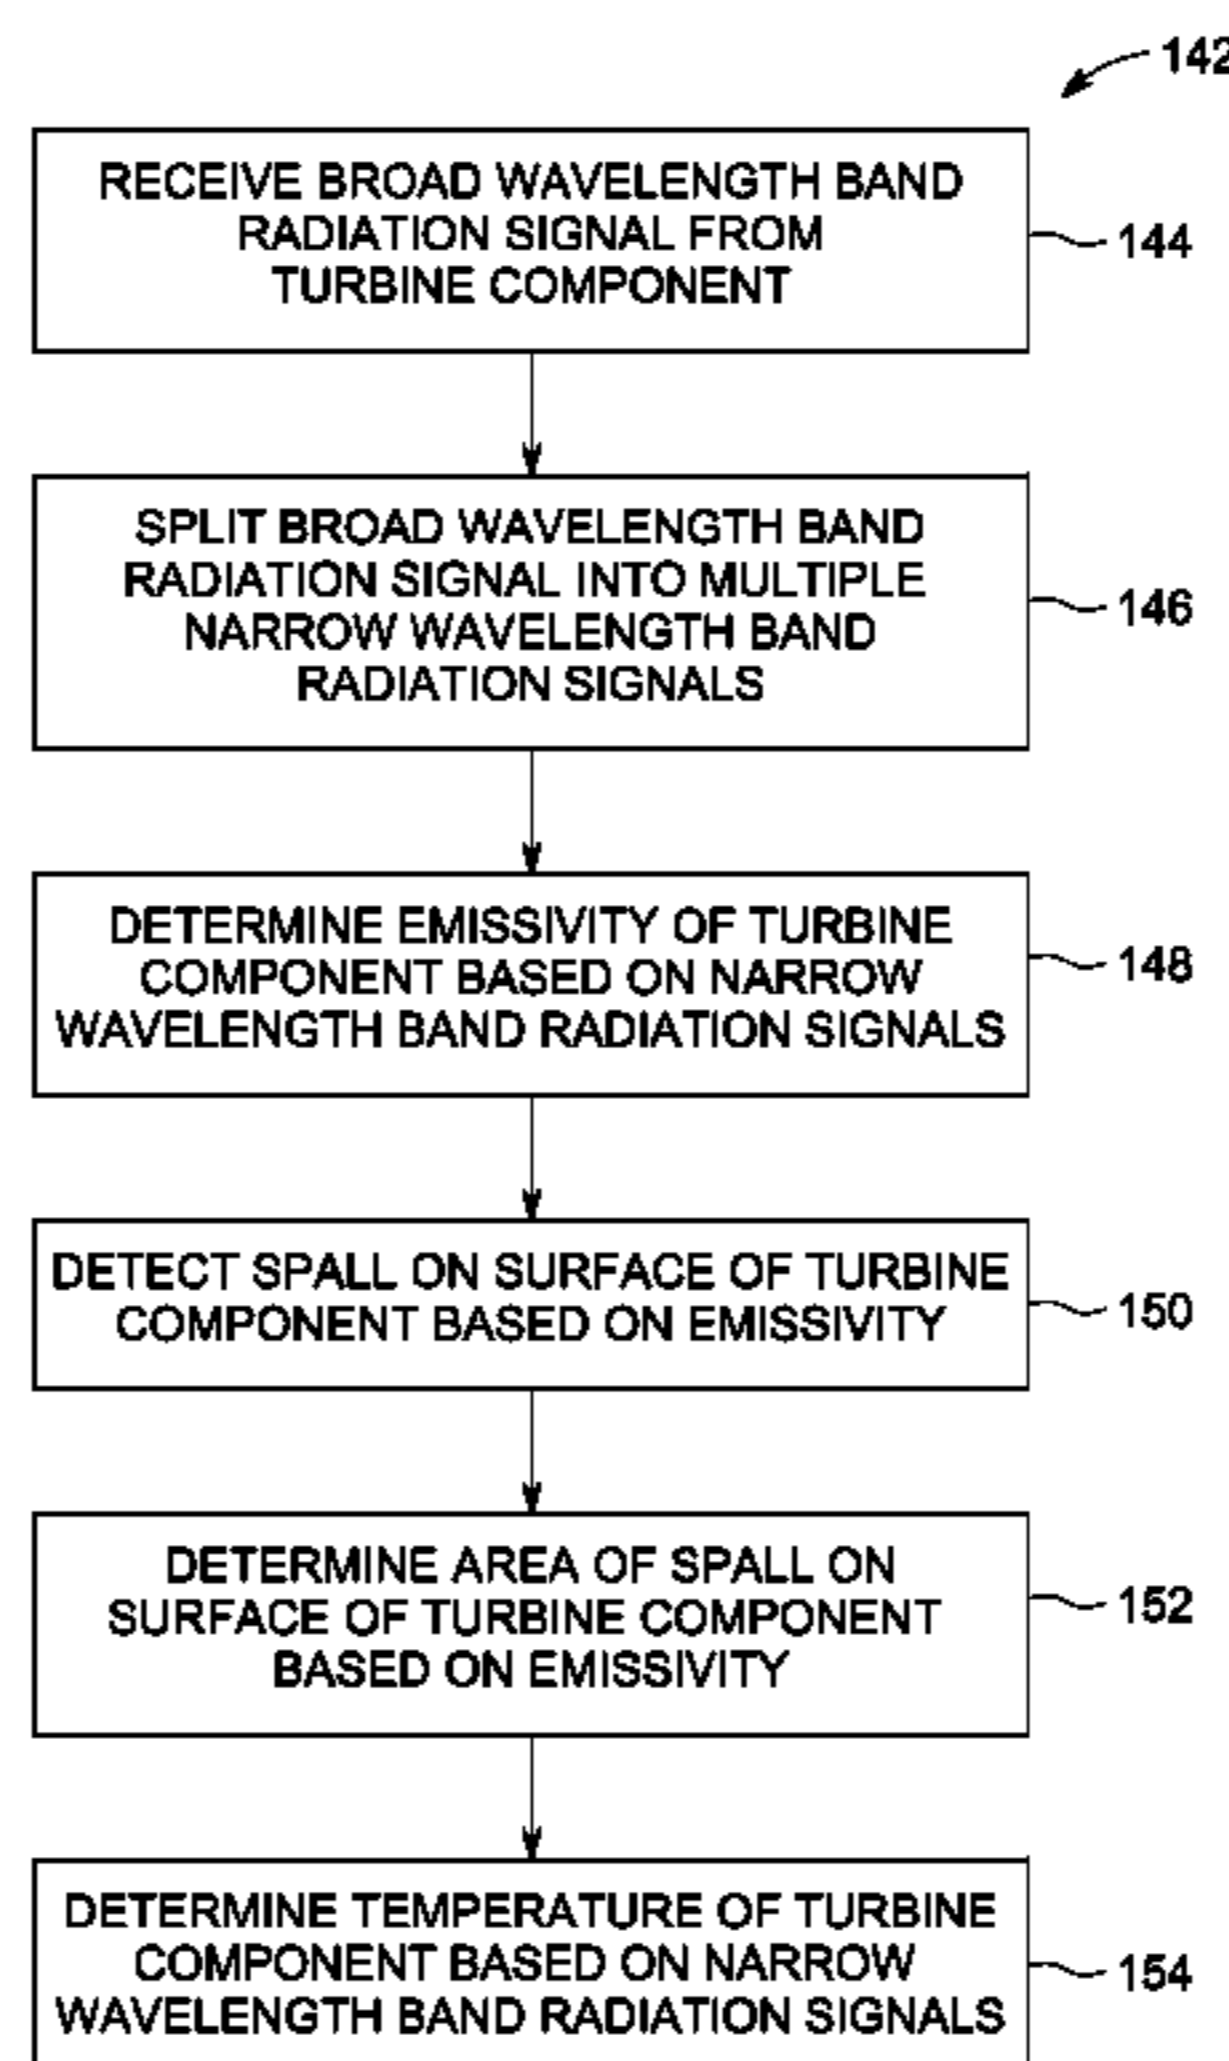 142
RECEIVE BROAD WAVELENGTH BAND
RADIATION SIGNAL FROM
TURBINE COMPONENT
144
SPLIT BROAD WAVELENGTH BAND
RADIATION SIGNAL INTO MULTIPLE
NARROW WAVELENGTH BAND
RADIATION SIGNALS
146
DETERMINE EMISSIVITY OF TURBINE
COMPONENT BASED ON NARROW
WAVELENGTH BAND RADIATION SIGNALS
148
DETECT SPALL ON SURFACE OF TURBINE
COMPONENT BASED ON EMISSIVITY
150
DETERMINE AREA OF SPALL ON
SURFACE OF TURBINE COMPONENT
BASED ON EMISSIVITY
152
DETERMINE TEMPERATURE OF TURBINE
COMPONENT BASED ON NARROW
WAVELENGTH BAND RADIATION SIGNALS
154